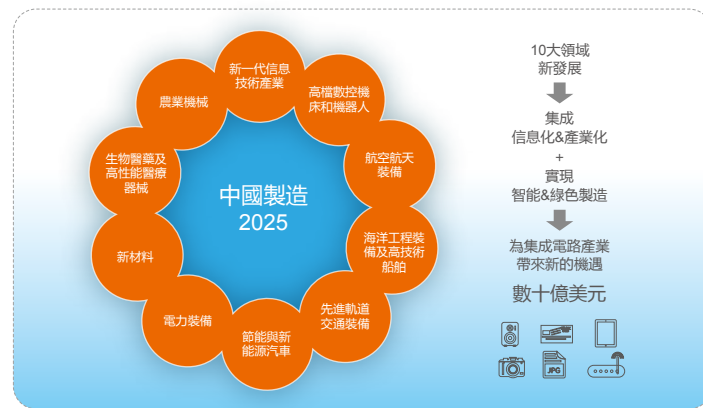 中國製造
2025
新一代信息
技術產業
高檔數控機
床和機器人
航空航天
裝備
海洋工程裝
備及高技術
船舶
先進軌道
交通裝備
節能與新
能源汽車
電力裝備
新材料
生物醫藥及
高性能醫療
器械
農業機械
10大領域
新發展
集成
信息化&產業化
+
實現
智能&綠色製造
為集成電路產業
帶來新的機遇
數十億美元
JPG